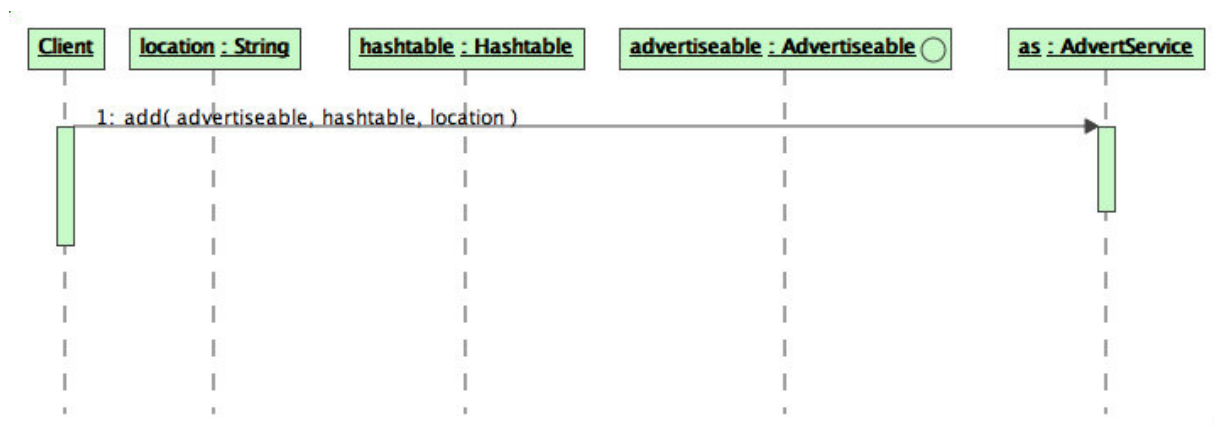 Client
location : String
hashtable : Hashtable
advertiseable : Advertiseable
as : AdvertService
1: add( advertiseable, hashtable, location )